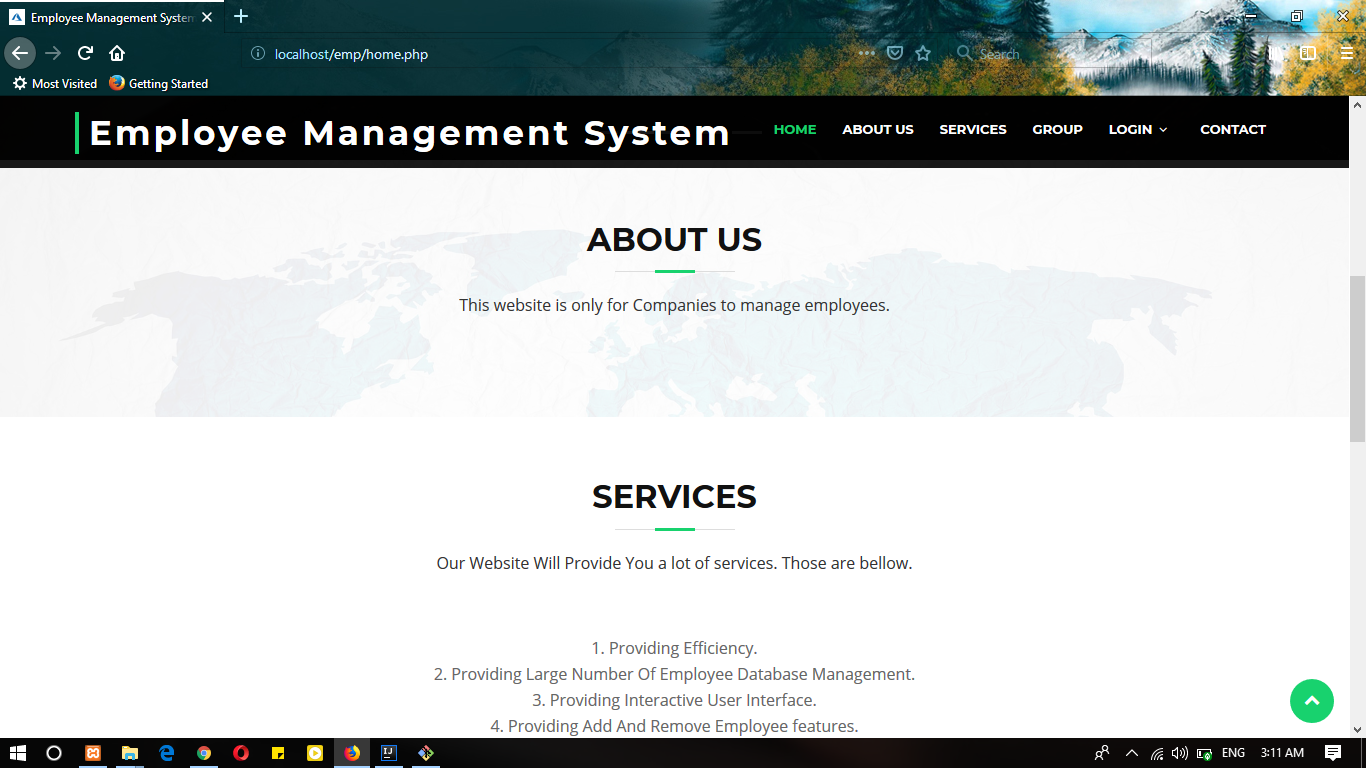 Employee Management System
localhost/emp/home.php
Search
Most Visited
Getting Started
Employee Management System
HOME
ABOUT US
SERVICES
GROUP
LOGIN
CONTACT
ABOUT US
This website is only for Companies to manage employees.
SERVICES
Our Website Will Provide You a lot of services. Those are bellow.
1. Providing Efficiency.
2. Providing Large Number Of Employee Database Management.
3. Providing Interactive User Interface.
4. Providing Add And Remove Employee features.
IJ
ENG
3:11 AM